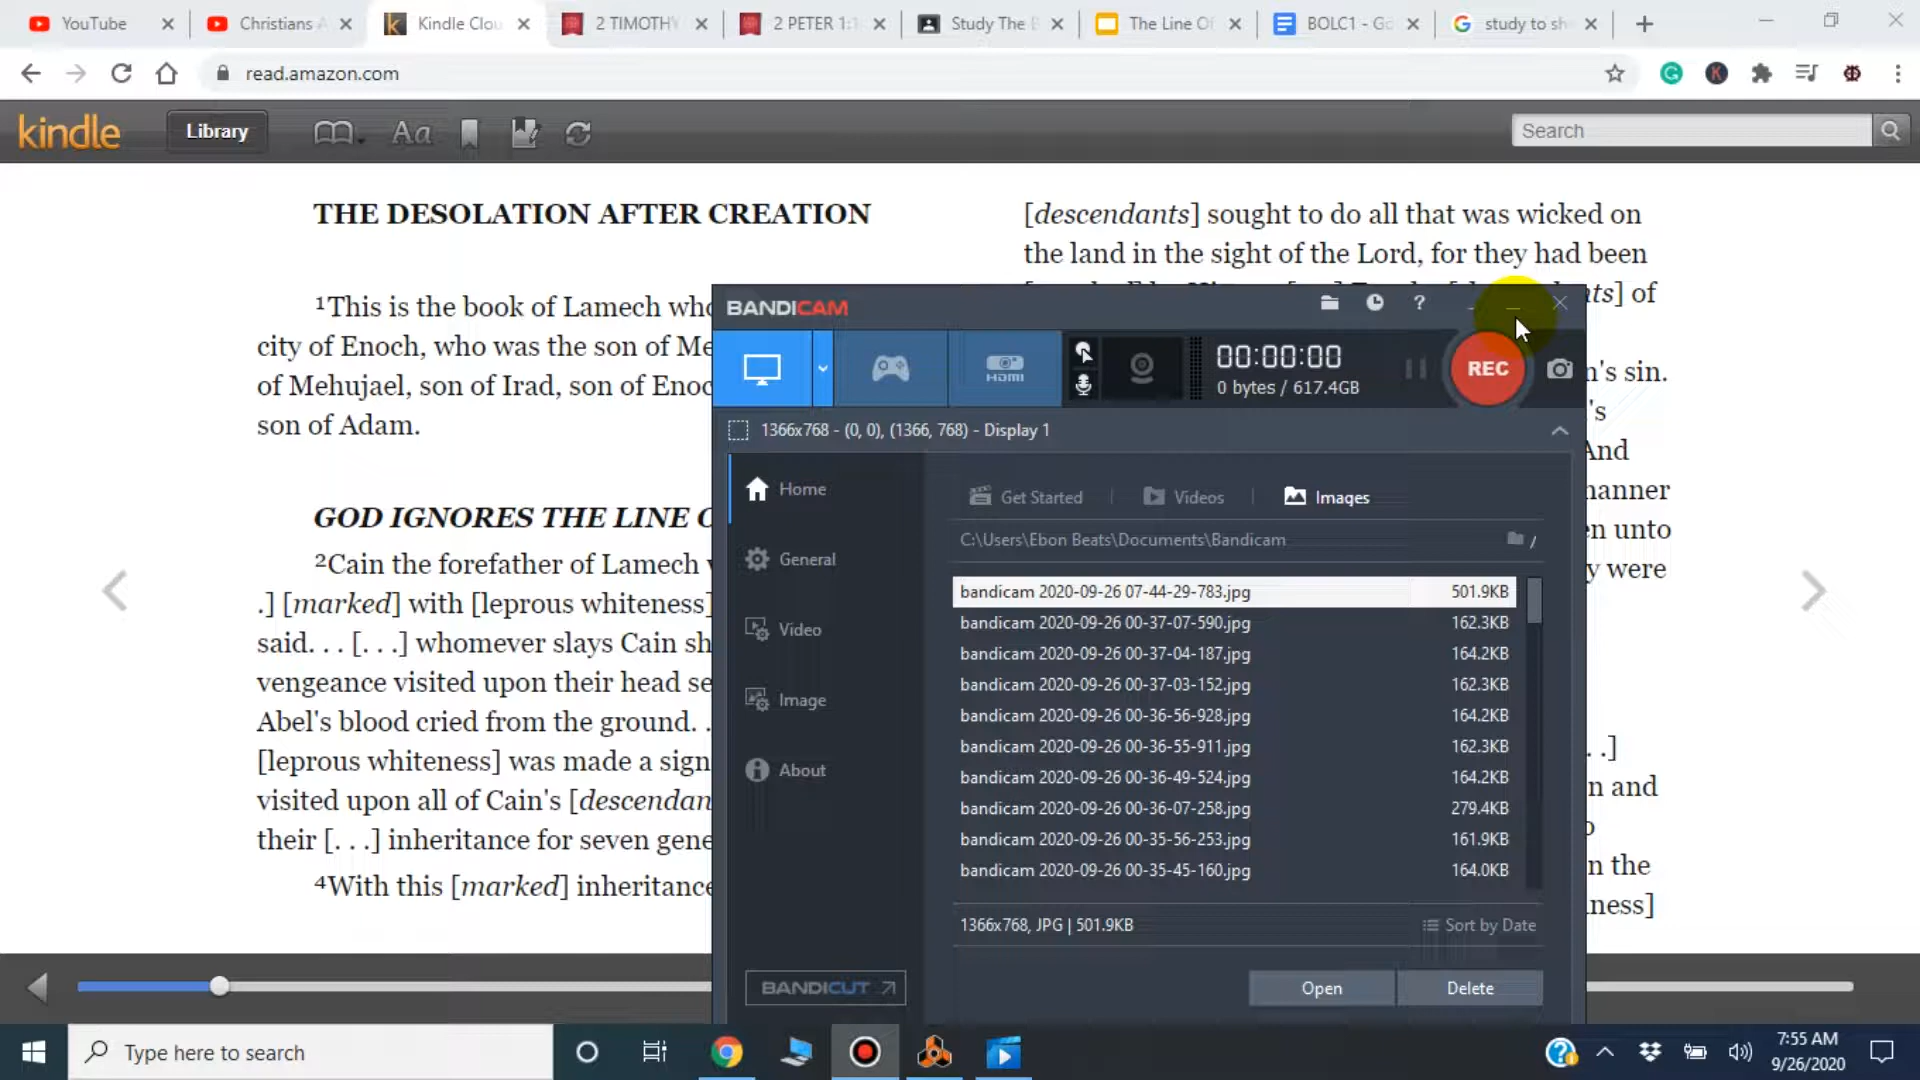 YouTube
Christians A
Kindle Clou
2 TIMOTHY
2 PETER 1:1
Study The B
The Line Of
BOLC1 - Go
study to sh
read.amazon.com
kindle
Library
Aa
Search
THE DESOLATION AFTER CREATION
1This is the book of Lamech who
city of Enoch, who was the son of Me
of Mehujael, son of Irad, son of Enoc
son of Adam.
GOD IGNORES THE LINE O
2Cain the forefather of Lamech
.] [marked] with [leprous whiteness]
said. . . [. . .] whomever slays Cain sh
vengeance visited upon their head se
Abel's blood cried from the ground. .
[leprous whiteness] was made a sign
visited upon all of Cain's [descendan
their [. . .] inheritance for seven gene
4With this [marked] inheritance
[descendants] sought to do all that was wicked on
the land in the sight of the Lord, for they had been
nts] of
n's sin.
's
And
nanner
en unto
y were
. .]
n and
o
n the
ness]
BANDICAM
?
HDMI
00:00:00
0 bytes / 617.4GB
REC
1366x768 - (0, 0), (1366, 768) - Display 1
Home
General
Video
Image
About
BANDICUT
Get Started
Videos
Images
C:\Users\Ebon Beats\Documents\Bandicam
/
bandicam 2020-09-26 07-44-29-783.jpg 501.9KB
bandicam 2020-09-26 00-37-07-590.jpg 162.3KB
bandicam 2020-09-26 00-37-04-187.jpg 164.2KB
bandicam 2020-09-26 00-37-03-152.jpg 162.3KB
bandicam 2020-09-26 00-36-56-928.jpg 164.2KB
bandicam 2020-09-26 00-36-55-911.jpg 162.3KB
bandicam 2020-09-26 00-36-49-524.jpg 164.2KB
bandicam 2020-09-26 00-36-07-258.jpg 279.4KB
bandicam 2020-09-26 00-35-56-253.jpg 161.9KB
bandicam 2020-09-26 00-35-45-160.jpg 164.0KB
1366x768, JPG | 501.9KB
Sort by Date
Open
Delete
Type here to search
7:55 AM
9/26/2020